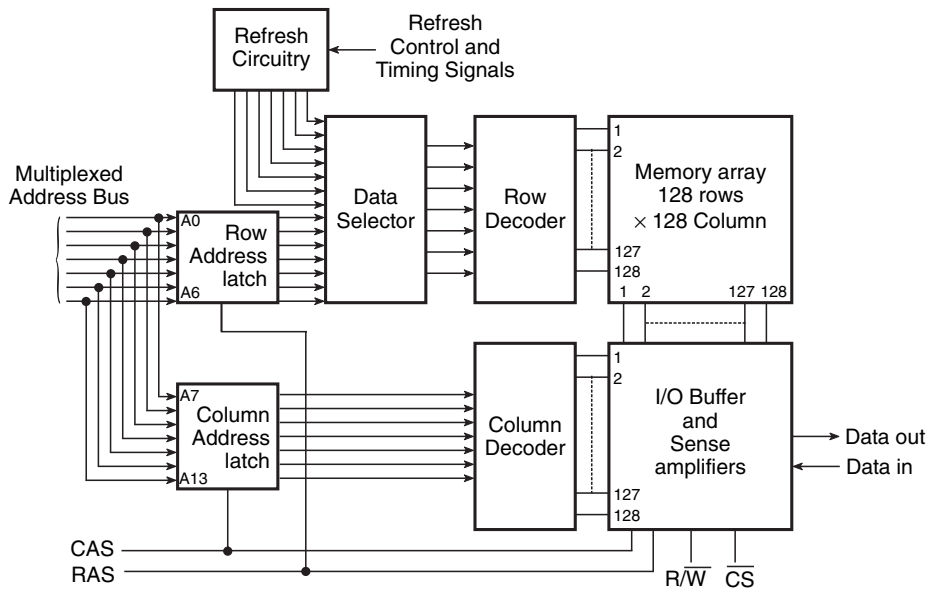 Refresh
Circuitry
Refresh
Control and
Timing Signals
Multiplexed
Address Bus
A0
Row
Address
latch
A6
Data
Selector
Row
Decoder
1
2
127
128
Memory array
128 rows
× 128 Column
1 2 127 128
A7
Column
Address
latch
A13
Column
Decoder
1
2
127
128
I/O Buffer
and
Sense
amplifiers
Data out
Data in
CAS
RAS
R/W̅
C̅S̅